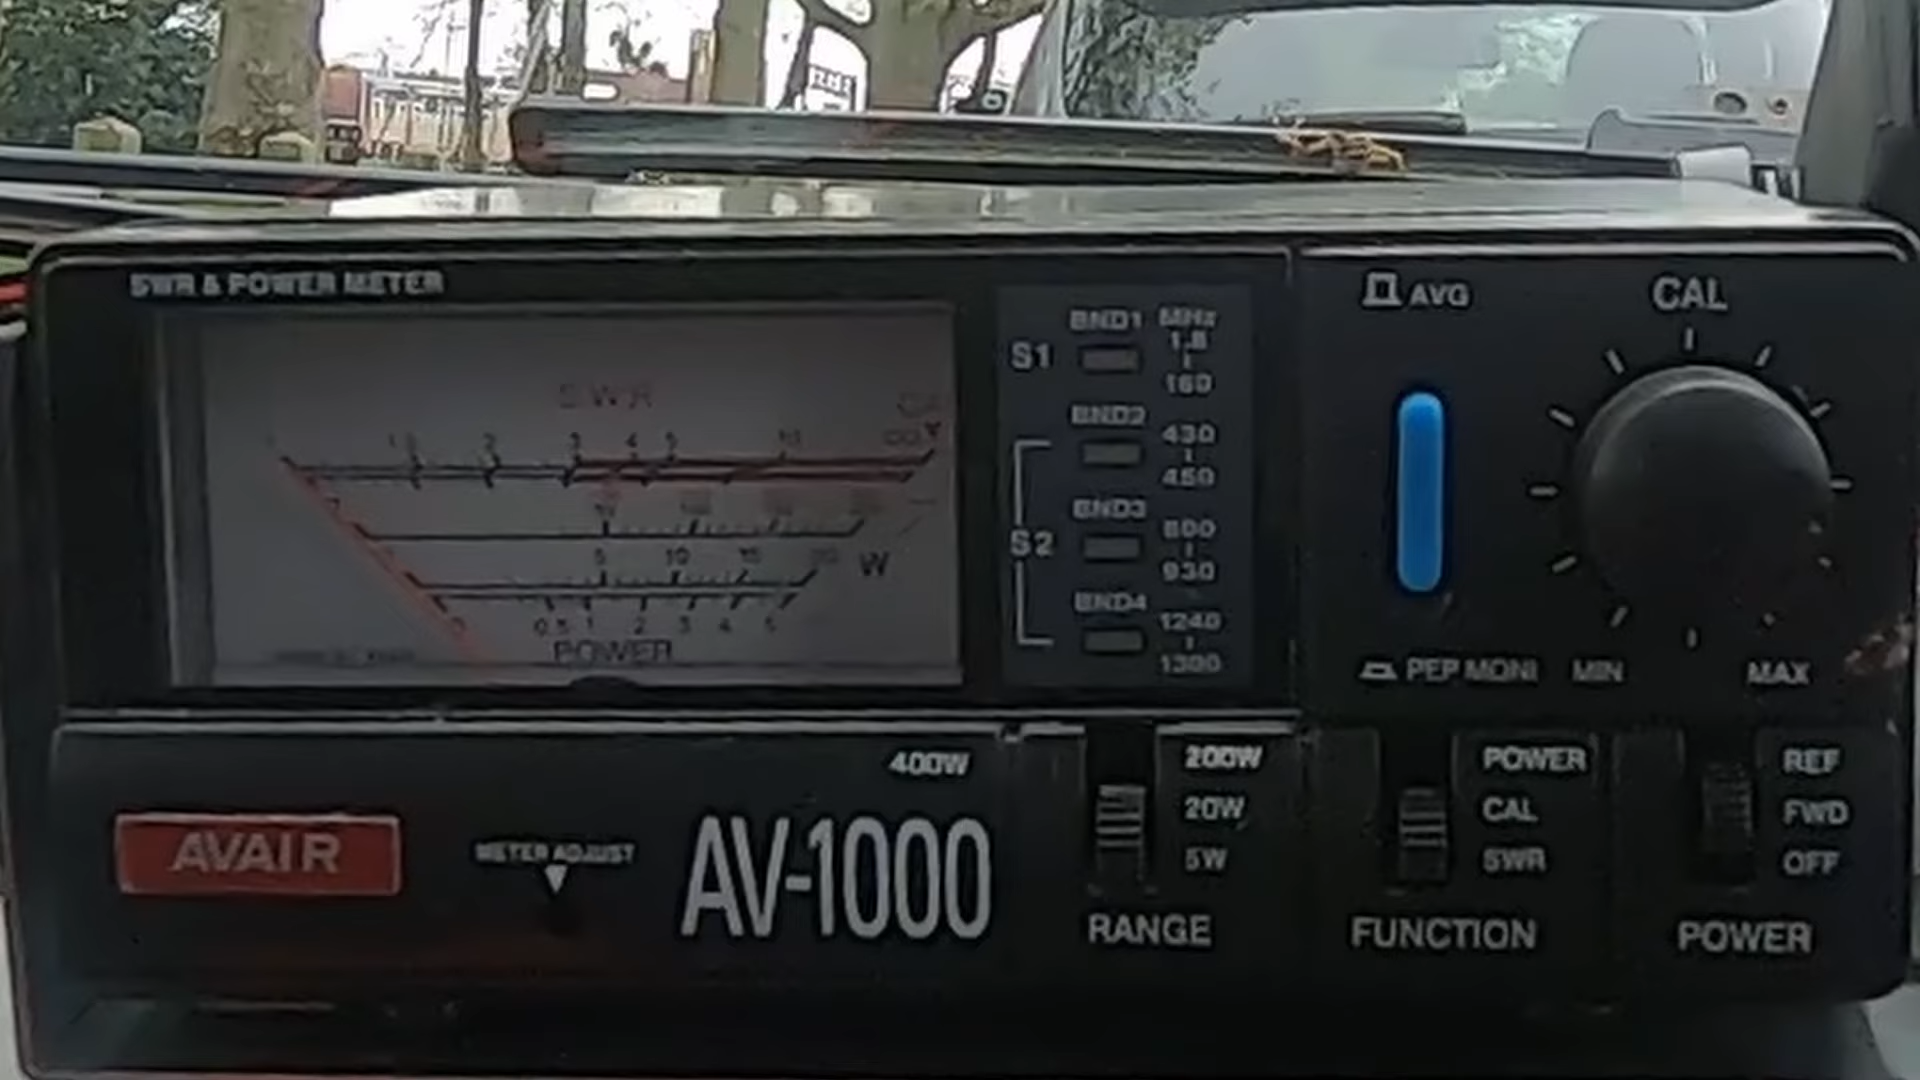 SWR & POWER METER
SWR
1 1.5 2 3 4 5 10
5 10 15 20 W
0.5 1 2 3 4 5
POWER
BND1 MHz
S1 1.8
160
BND2 430
450
BND3 800
S2 930
BND4 1240
1300
AVG
CAL
PEP MONI
MIN
MAX
AVAIR
METER ADJUST
400W
AV-1000
200W
20W
5W
RANGE
POWER
CAL
SWR
FUNCTION
REF
FWD
OFF
POWER